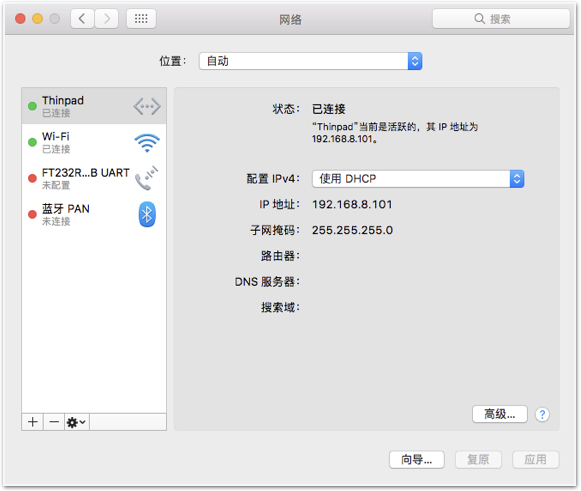 网络
搜索
位置： 自动
Thinpad
已连接
Wi-Fi
已连接
FT232R...B UART
未配置
蓝牙 PAN
未连接
状态： 已连接
“Thinpad”当前是活跃的，其 IP 地址为
192.168.8.101。
配置 IPv4： 使用 DHCP
IP 地址： 192.168.8.101
子网掩码： 255.255.255.0
路由器：
DNS 服务器：
搜索域：
高级... ?
向导... 复原 应用